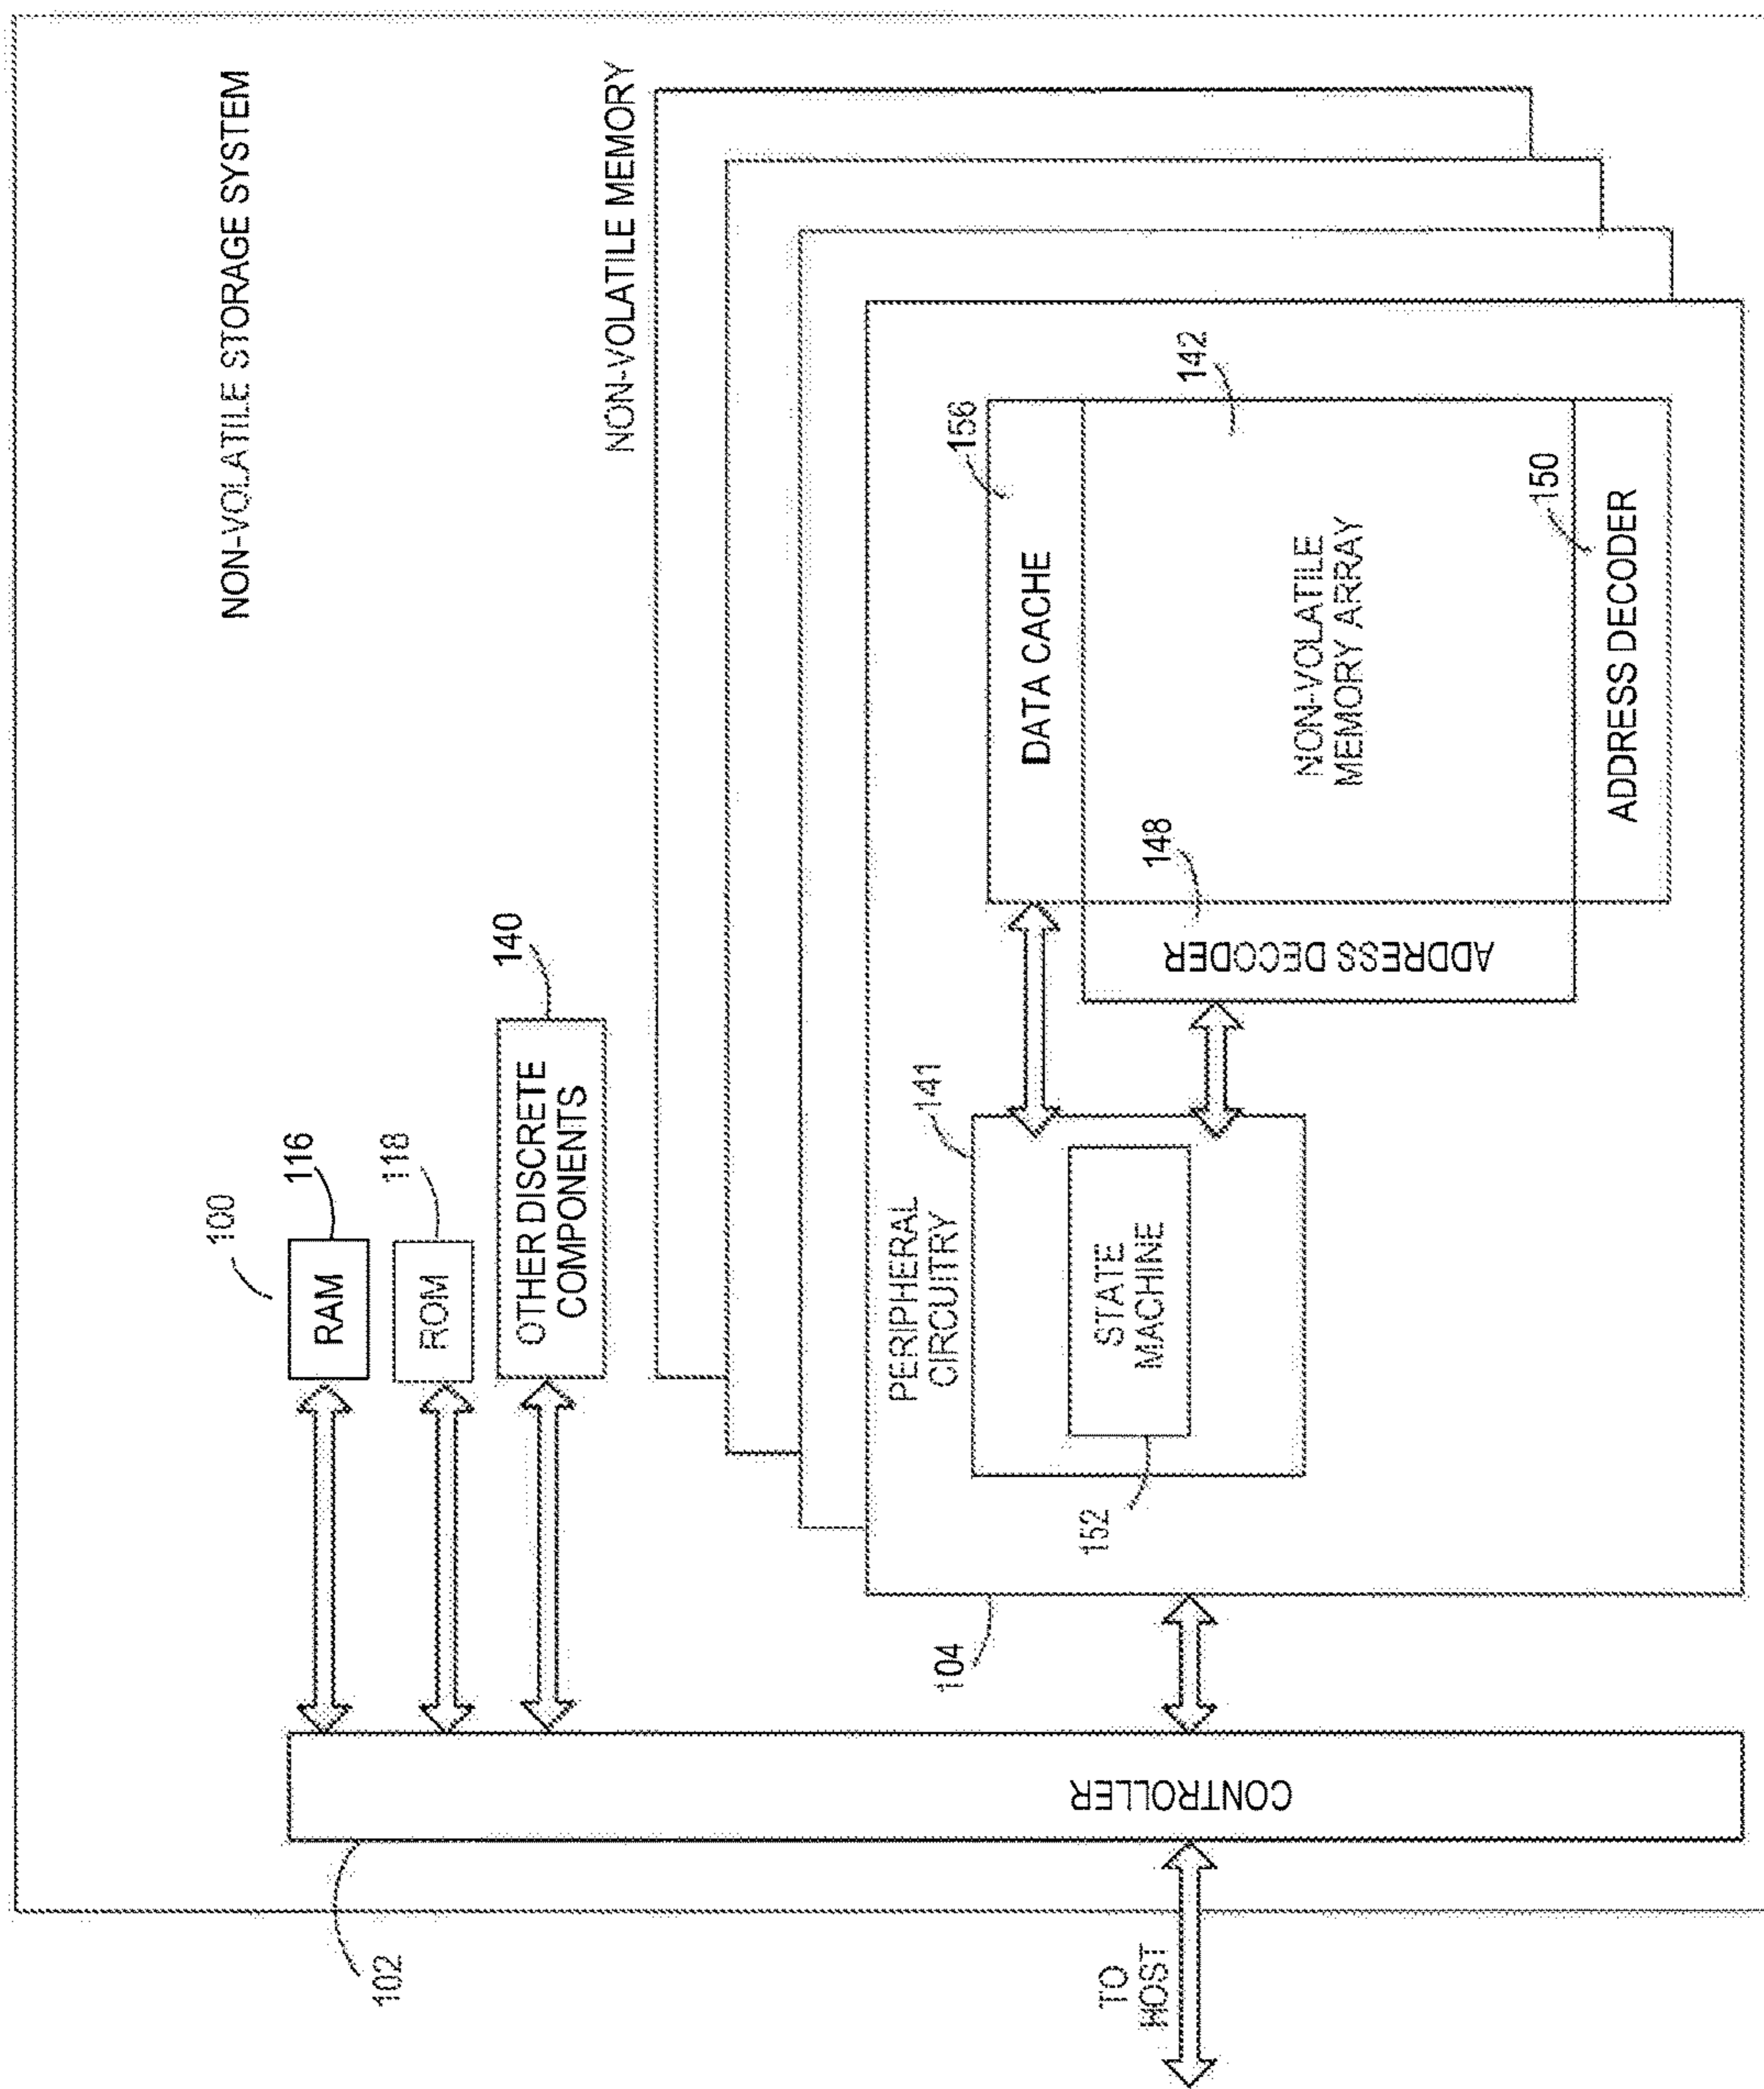 NON-VOLATILE STORAGE SYSTEM
100
116
RAM
118
ROM
140
OTHER DISCRETE
COMPONENTS
NON-VOLATILE MEMORY
102
CONTROLLER
TO
HOST
104
PERIPHERAL
CIRCUITRY
141
STATE
MACHINE
152
156
DATA CACHE
142
NON-VOLATILE
MEMORY ARRAY
148
ADDRESS DECODER
150
ADDRESS DECODER